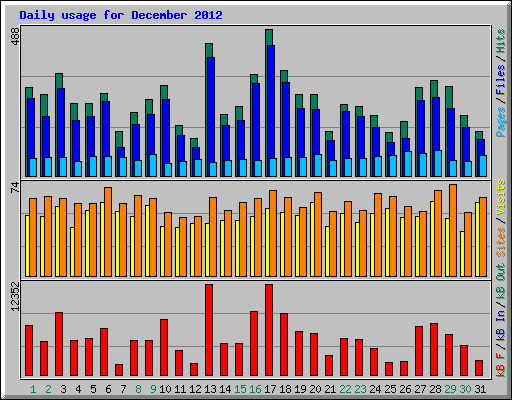 Daily usage for December 2012
488
Pages / Files / Hits
74
Sites / Visits
12352
kB F / kB In / kB Out
1 2 3 4 5 6 7 8 9 10 11 12 13 14 15 16 17 18 19 20 21 22 23 24 25 26 27 28 29 30 31